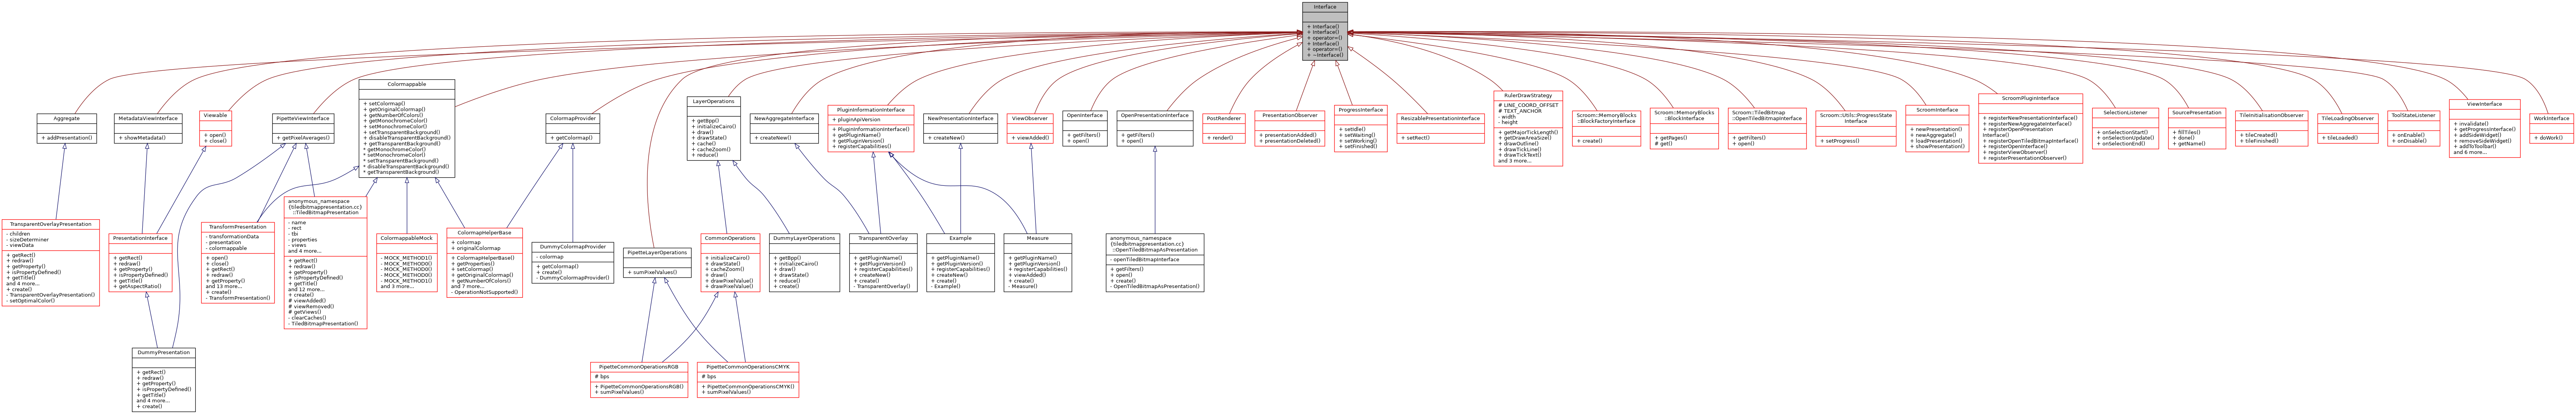 Interface
+ Interface()
+ Interface()
+ operator=()
+ Interface()
+ operator=()
+ ~Interface()
Aggregate
+ addPresentation()
MetadataViewInterface
+ showMetadata()
Viewable
+ open()
+ close()
PipetteViewInterface
+ getPixelAverages()
Colormappable
+ setColormap()
+ getOriginalColormap()
+ getNumberOfColors()
+ getMonochromeColor()
+ setMonochromeColor()
+ setTransparentBackground()
+ disableTransparentBackground()
+ getTransparentBackground()
* getMonochromeColor()
* setMonochromeColor()
* setTransparentBackground()
* disableTransparentBackground()
* getTransparentBackground()
ColormapProvider
+ getColormap()
LayerOperations
+ getBpp()
+ initializeCairo()
+ draw()
+ drawState()
+ cache()
+ cacheZoom()
+ reduce()
NewAggregateInterface
+ createNew()
PluginInformationInterface
+ pluginApiVersion
+ PluginInformationInterface()
+ getPluginName()
+ getPluginVersion()
+ registerCapabilities()
NewPresentationInterface
+ createNew()
ViewObserver
+ viewAdded()
OpenInterface
+ getFilters()
+ open()
OpenPresentationInterface
+ getFilters()
+ open()
PostRenderer
+ render()
PresentationObserver
+ presentationAdded()
+ presentationDeleted()
ProgressInterface
+ setIdle()
+ setWaiting()
+ setWorking()
+ setFinished()
ResizablePresentationInterface
+ setRect()
RulerDrawStrategy
# LINE_COORD_OFFSET
# TEXT_ANCHOR
- width
- height
+ getMajorTickLength()
+ getDrawAreaSize()
+ drawOutline()
+ drawTickLine()
+ drawTickText()
and 3 more...
Scroom::MemoryBlocks
::BlockFactoryInterface
+ create()
Scroom::MemoryBlocks
::BlockInterface
+ getPages()
# get()
Scroom::TiledBitmap
::OpenTiledBitmapInterface
+ getFilters()
+ open()
Scroom::Utils::ProgressState
Interface
+ setProgress()
ScroomInterface
+ newPresentation()
+ newAggregate()
+ loadPresentation()
+ showPresentation()
ScroomPluginInterface
+ registerNewPresentationInterface()
+ registerNewAggregateInterface()
+ registerOpenPresentation
Interface()
+ registerOpenTiledBitmapInterface()
+ registerOpenInterface()
+ registerViewObserver()
+ registerPresentationObserver()
SelectionListener
+ onSelectionStart()
+ onSelectionUpdate()
+ onSelectionEnd()
SourcePresentation
+ fillTiles()
+ done()
+ getName()
TileInitialisationObserver
+ tileCreated()
+ tileFinished()
TileLoadingObserver
+ tileLoaded()
ToolStateListener
+ onEnable()
+ onDisable()
ViewInterface
+ invalidate()
+ getProgressInterface()
+ addSideWidget()
+ removeSideWidget()
+ addToToolbar()
and 6 more...
WorkInterface
+ doWork()
TransparentOverlayPresentation
- children
- sizeDeterminer
- viewData
+ getRect()
+ redraw()
+ getProperty()
+ isPropertyDefined()
+ getTitle()
and 4 more...
+ create()
- TransparentOverlayPresentation()
- setOptimalColor()
PresentationInterface
+ getRect()
+ redraw()
+ getProperty()
+ isPropertyDefined()
+ getTitle()
+ getAspectRatio()
TransformPresentation
- transformationData
- presentation
- colormappable
+ open()
+ close()
+ getRect()
+ redraw()
+ getProperty()
and 13 more...
+ create()
- TransformPresentation()
anonymous_namespace
{tiledbitmappresentation.cc}
::TiledBitmapPresentation
- name
- rect
- tbi
- properties
- views
and 4 more...
+ getRect()
+ redraw()
+ getProperty()
+ isPropertyDefined()
+ getTitle()
and 12 more...
+ create()
# viewAdded()
# viewRemoved()
# getViews()
- clearCaches()
- TiledBitmapPresentation()
ColormappableMock
- MOCK_METHOD1()
- MOCK_METHOD0()
- MOCK_METHOD0()
- MOCK_METHOD0()
- MOCK_METHOD1()
and 3 more...
ColormapHelperBase
+ colormap
+ originalColormap
+ ColormapHelperBase()
+ getProperties()
+ setColormap()
+ getOriginalColormap()
+ getNumberOfColors()
and 7 more...
- OperationNotSupported()
DummyColormapProvider
- colormap
+ getColormap()
+ create()
- DummyColormapProvider()
PipetteLayerOperations
+ sumPixelValues()
CommonOperations
+ initializeCairo()
+ drawState()
+ cacheZoom()
+ draw()
+ drawPixelValue()
+ drawPixelValue()
DummyLayerOperations
+ getBpp()
+ initializeCairo()
+ draw()
+ drawState()
+ reduce()
+ create()
TransparentOverlay
+ getPluginName()
+ getPluginVersion()
+ registerCapabilities()
+ createNew()
+ create()
- TransparentOverlay()
Example
+ getPluginName()
+ getPluginVersion()
+ registerCapabilities()
+ createNew()
+ create()
- Example()
Measure
+ getPluginName()
+ getPluginVersion()
+ registerCapabilities()
+ viewAdded()
+ create()
- Measure()
anonymous_namespace
{tiledbitmappresentation.cc}
::OpenTiledBitmapAsPresentation
- openTiledBitmapInterface
+ getFilters()
+ open()
+ create()
- OpenTiledBitmapAsPresentation()
DummyPresentation
+ getRect()
+ redraw()
+ getProperty()
+ isPropertyDefined()
+ getTitle()
and 4 more...
+ create()
PipetteCommonOperationsRGB
# bps
+ PipetteCommonOperationsRGB()
+ sumPixelValues()
PipetteCommonOperationsCMYK
# bps
+ PipetteCommonOperationsCMYK()
+ sumPixelValues()